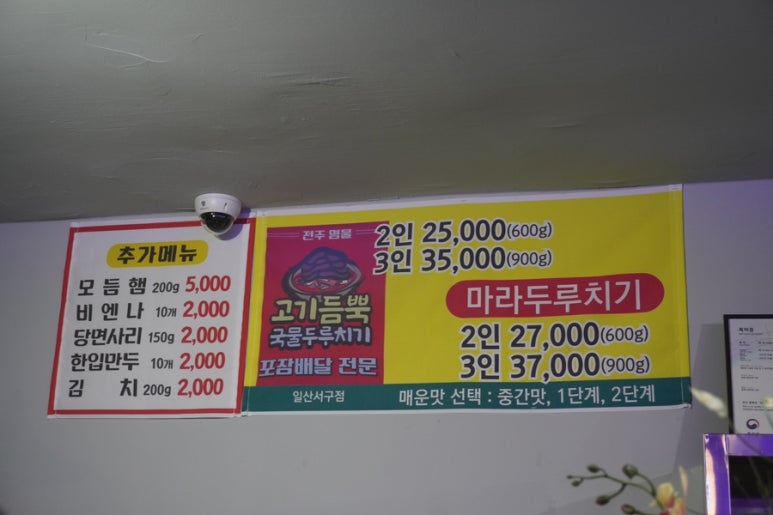 추가메뉴
모듬햄 200g 5,000
비엔나 10개 2,000
당면사리 150g 2,000
한입만두 10개 2,000
김치 200g 2,000
전주 명물
고기듬뿍
국물두루치기
포장배달 전문
일산서구점
2인 25,000(600g)
3인 35,000(900g)
마라두루치기
2인 27,000(600g)
3인 37,000(900g)
매운맛 선택 : 중간맛, 1단계, 2단계